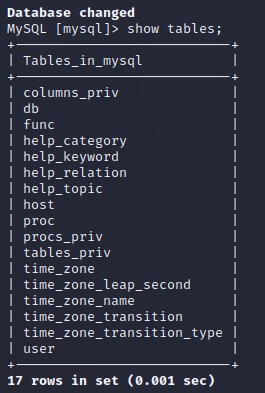 Database changed
MySQL [mysql]> show tables;
+---------------------------+
| Tables_in_mysql           |
+---------------------------+
| columns_priv              |
| db                        |
| func                      |
| help_category             |
| help_keyword              |
| help_relation             |
| help_topic                |
| host                      |
| proc                      |
| procs_priv                |
| tables_priv               |
| time_zone                 |
| time_zone_leap_second     |
| time_zone_name            |
| time_zone_transition      |
| time_zone_transition_type |
| user                      |
+---------------------------+
17 rows in set (0.001 sec)